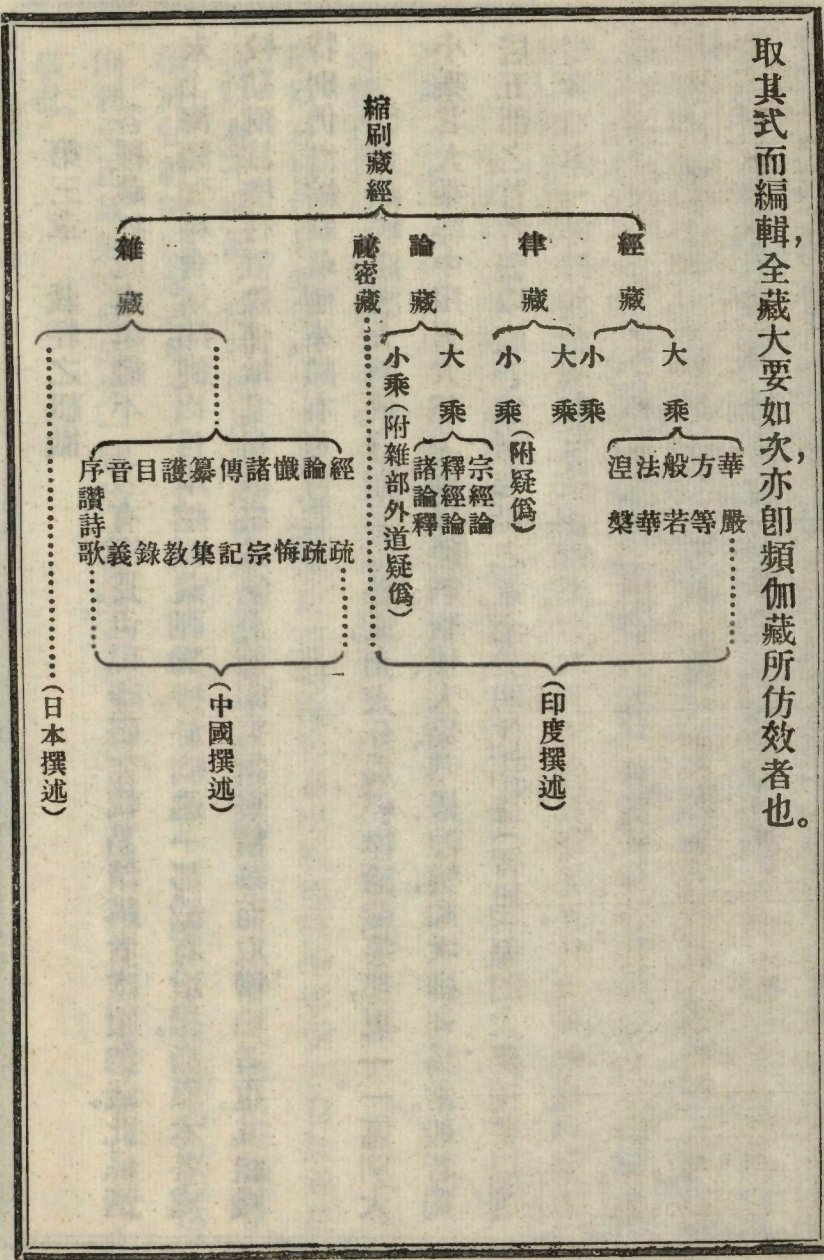 取其式而編輯，全藏大要如次，亦卽頻伽藏所仿效者也。
縮刷藏經
經藏
大乘
華嚴
方等
般若
法華
涅槃
小乘
律藏
大乘
小乘（附疑僞）
論藏
大乘
宗經論
釋經論
諸論釋
小乘（附雜部外道疑僞）
祕密藏
（印度撰述）
雜藏
經疏
論疏
懺悔
諸宗
傳記
纂集
護教
目錄
音義
序讚詩歌
（中國撰述）
（日本撰述）